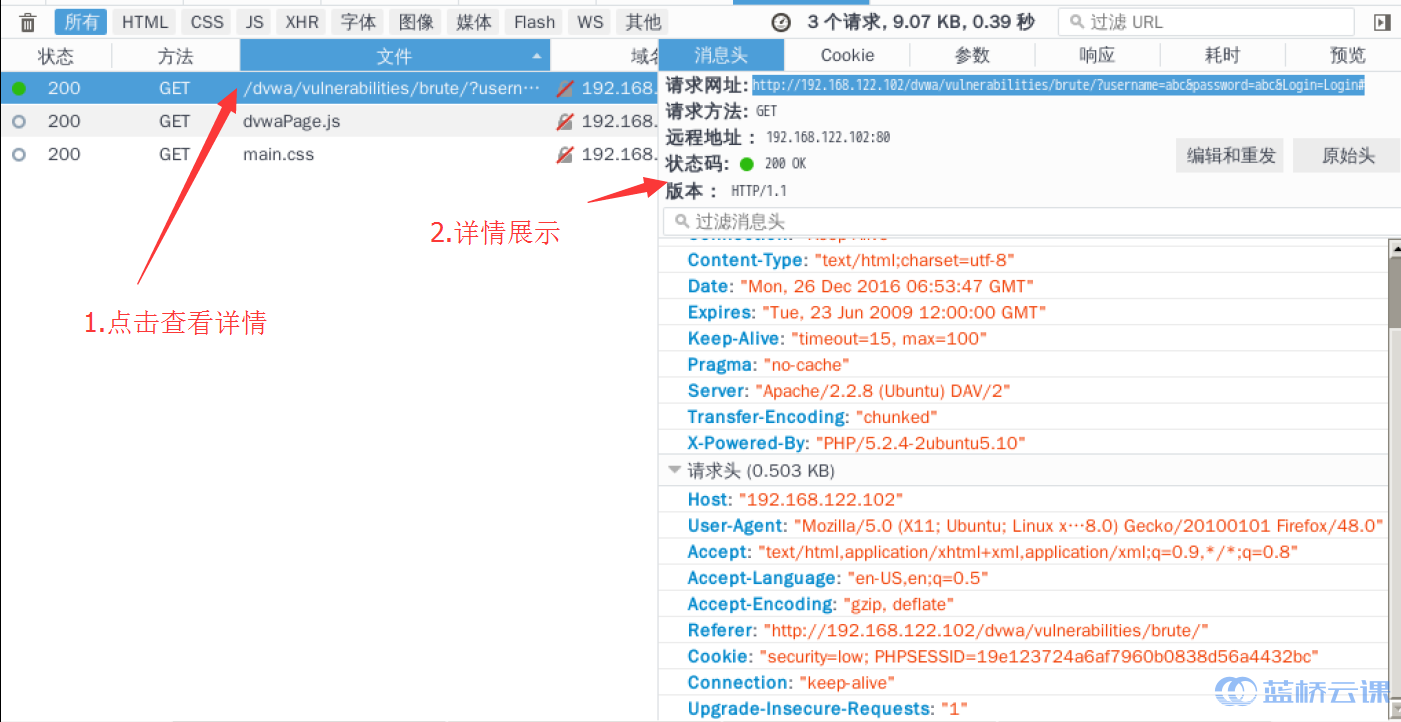 所有 HTML CSS JS XHR 字体 图像 媒体 Flash WS 其他 3 个请求, 9.07 KB, 0.39 秒 过滤 URL
状态 方法 文件 域名 消息头 Cookie 参数 响应 耗时 预览
200 GET /dvwa/vulnerabilities/brute/?usern··· 192.168.
200 GET dvwaPage.js 192.168.
200 GET main.css 192.168.
1.点击查看详情
2.详情展示
请求网址: http://192.168.122.102/dvwa/vulnerabilities/brute/?username=abc&password=abc&Login=Login#
请求方法: GET
远程地址： 192.168.122.102:80
状态码: 200 OK
编辑和重发 原始头
版本： HTTP/1.1
过滤消息头
Connection: "Keep-Alive"
Content-Type: "text/html;charset=utf-8"
Date: "Mon, 26 Dec 2016 06:53:47 GMT"
Expires: "Tue, 23 Jun 2009 12:00:00 GMT"
Keep-Alive: "timeout=15, max=100"
Pragma: "no-cache"
Server: "Apache/2.2.8 (Ubuntu) DAV/2"
Transfer-Encoding: "chunked"
X-Powered-By: "PHP/5.2.4-2ubuntu5.10"
请求头 (0.503 KB)
Host: "192.168.122.102"
User-Agent: "Mozilla/5.0 (X11; Ubuntu; Linux x···8.0) Gecko/20100101 Firefox/48.0"
Accept: "text/html,application/xhtml+xml,application/xml;q=0.9,*/*;q=0.8"
Accept-Language: "en-US,en;q=0.5"
Accept-Encoding: "gzip, deflate"
Referer: "http://192.168.122.102/dvwa/vulnerabilities/brute/"
Cookie: "security=low; PHPSESSID=19e123724a6af7960b0838d56a4432bc"
Connection: "keep-alive"
Upgrade-Insecure-Requests: "1"
蓝桥云课